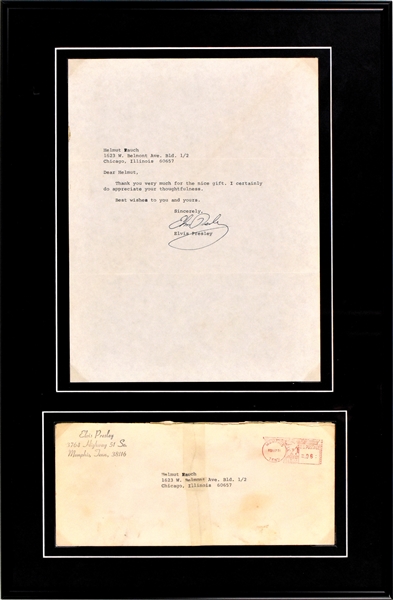 Helmut Rauch
1623 W. Belmont Ave. Bld. 1/2
Chicago, Illinois 60657
Dear Helmut,
Thank you very much for the nice gift. I certainly
do appreciate your thoughtfulness.
Best wishes to you and yours.
Sincerely,
Elvis Presley
Elvis Presley
Elvis Presley
3764 Highway 51 So.
Memphis, Tenn, 38116
Helmut Rauch
1623 W. Belmont Ave. Bld. 1/2
Chicago, Illinois 60657